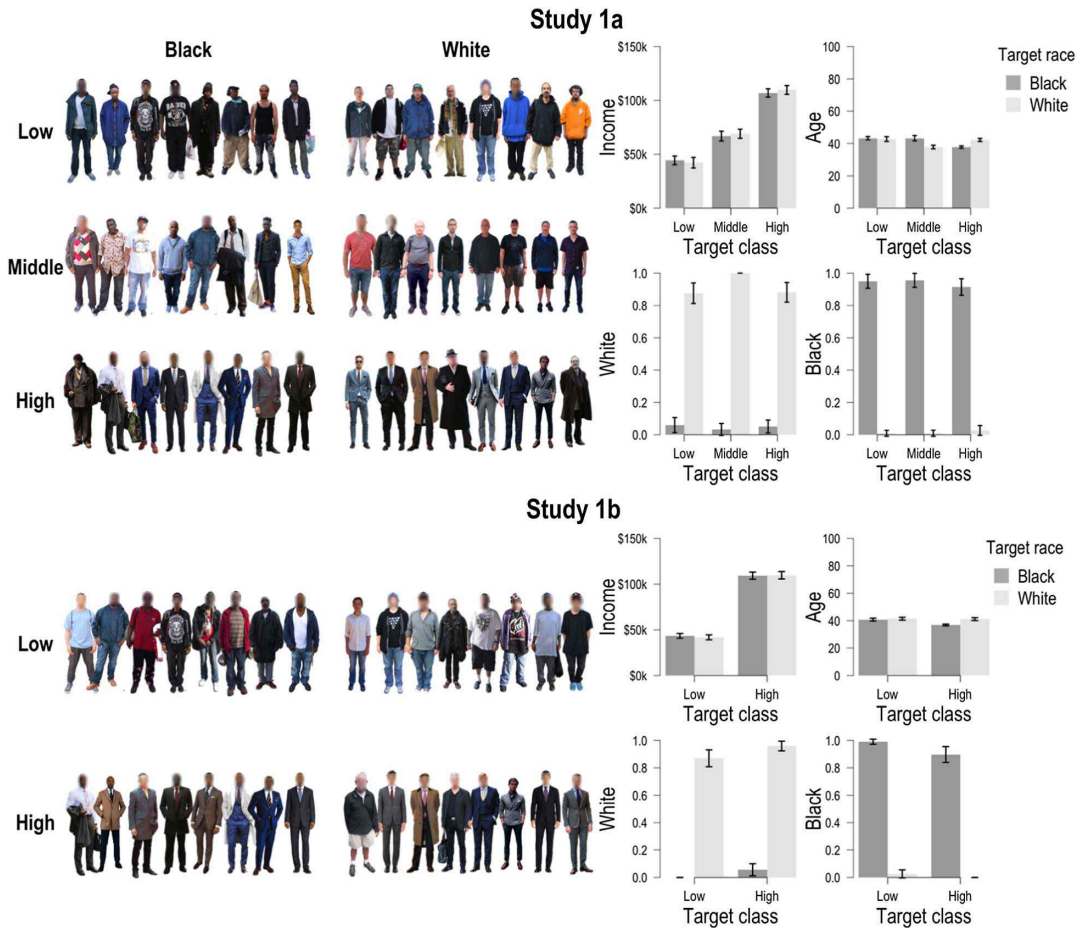 Study 1a
Black
White
Low
Middle
High
Income
$150k
$100k
$50k
$0k
Low
Middle
High
Target class
Age
100
80
60
40
20
0
Low
Middle
High
Target class
Target race
Black
White
White
1.0
0.8
0.6
0.4
0.2
0.0
Low
Middle
High
Target class
Black
1.0
0.8
0.6
0.4
0.2
0.0
Low
Middle
High
Target class
Study 1b
Low
High
Income
$150k
$100k
$50k
$0k
Low
High
Target class
Age
100
80
60
40
20
0
Low
High
Target class
Target race
Black
White
White
1.0
0.8
0.6
0.4
0.2
0.0
Low
High
Target class
Black
1.0
0.8
0.6
0.4
0.2
0.0
Low
High
Target class